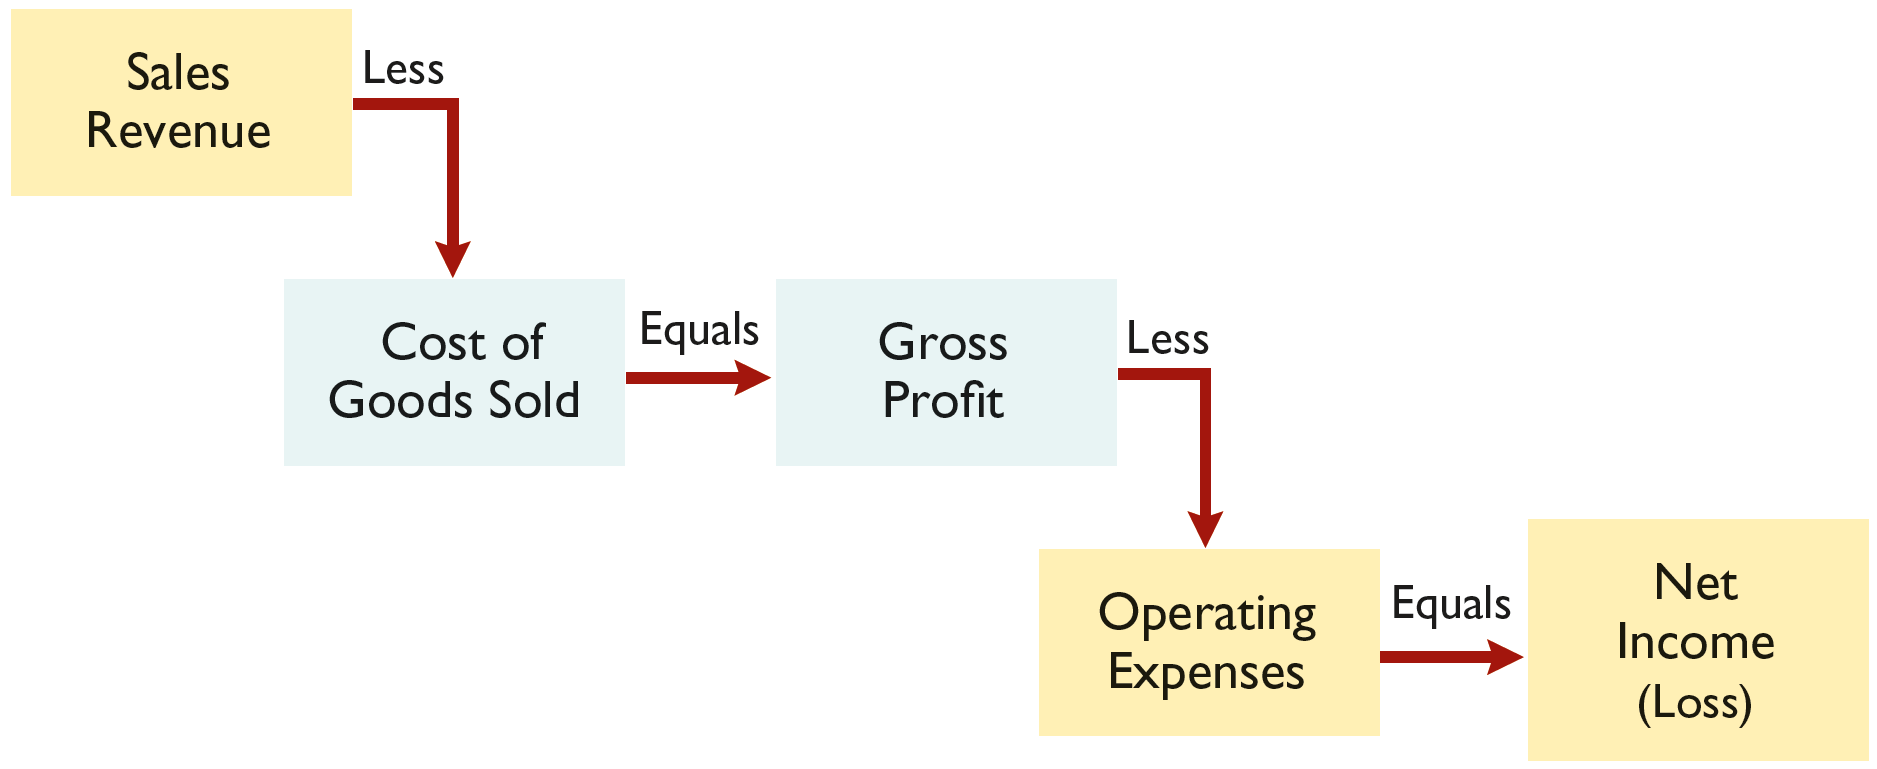 Sales
Revenue
Less
Cost of
Goods Sold
Equals
Gross
Profit
Less
Operating
Expenses
Equals
Net
Income
(Loss)